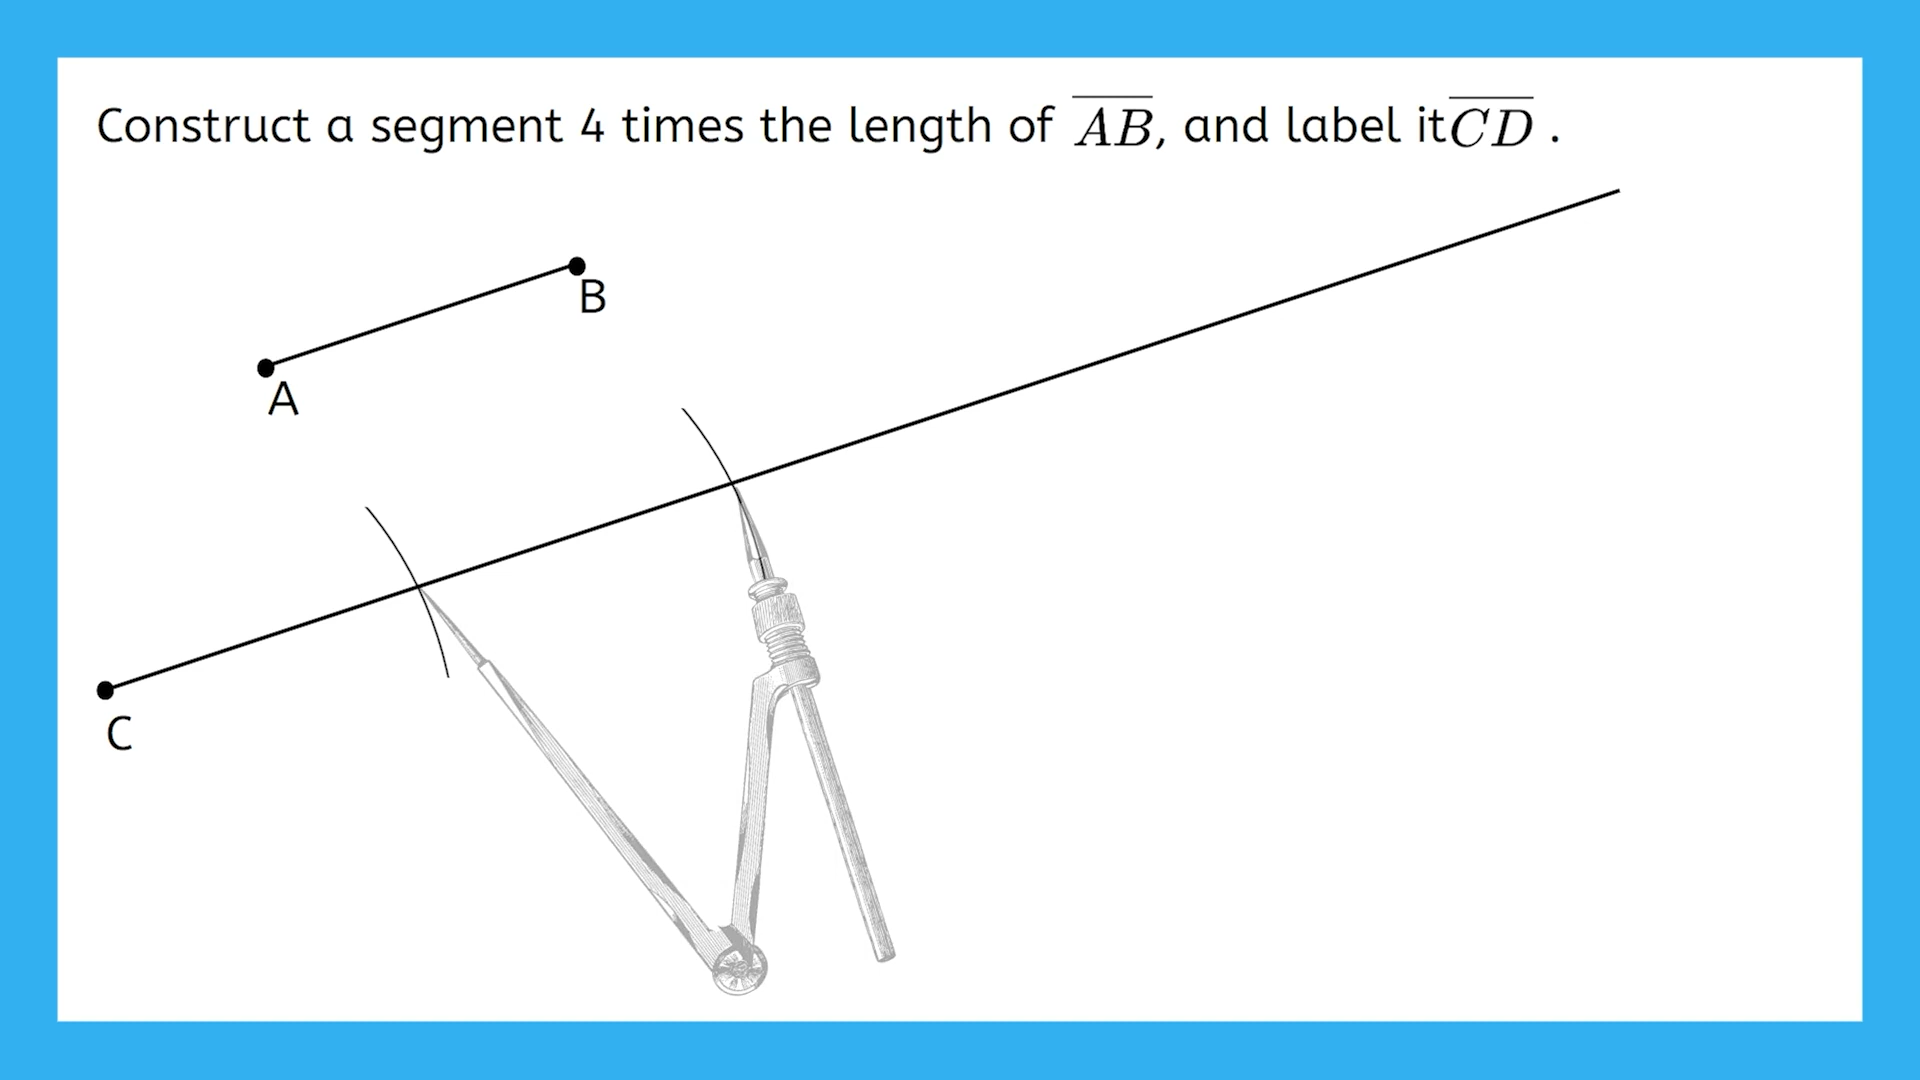 Construct a segment 4 times the length of AB, and label it CD .
B
A
C